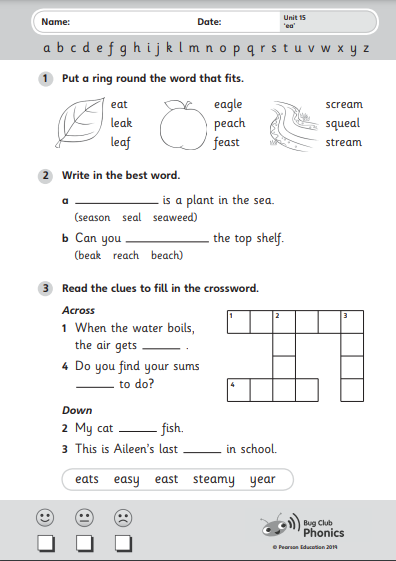 Name:
Date:
Unit 15
'ea'
a b c d e f g h i j k l m n o p q r s t u v w x y z
1 Put a ring round the word that fits.
eat
leak
leaf
eagle
peach
feast
scream
squeal
stream
2 Write in the best word.
a ________ is a plant in the sea.
(season seal seaweed)
b Can you ________ the top shelf.
(beak reach beach)
3 Read the clues to fill in the crossword.
Across
1 When the water boils,
the air gets ____ .
4 Do you find your sums
____ to do?
Down
2 My cat ____ fish.
3 This is Aileen's last ____ in school.
1 2 3
4
eats easy east steamy year
Bug Club
Phonics
© Pearson Education 2019